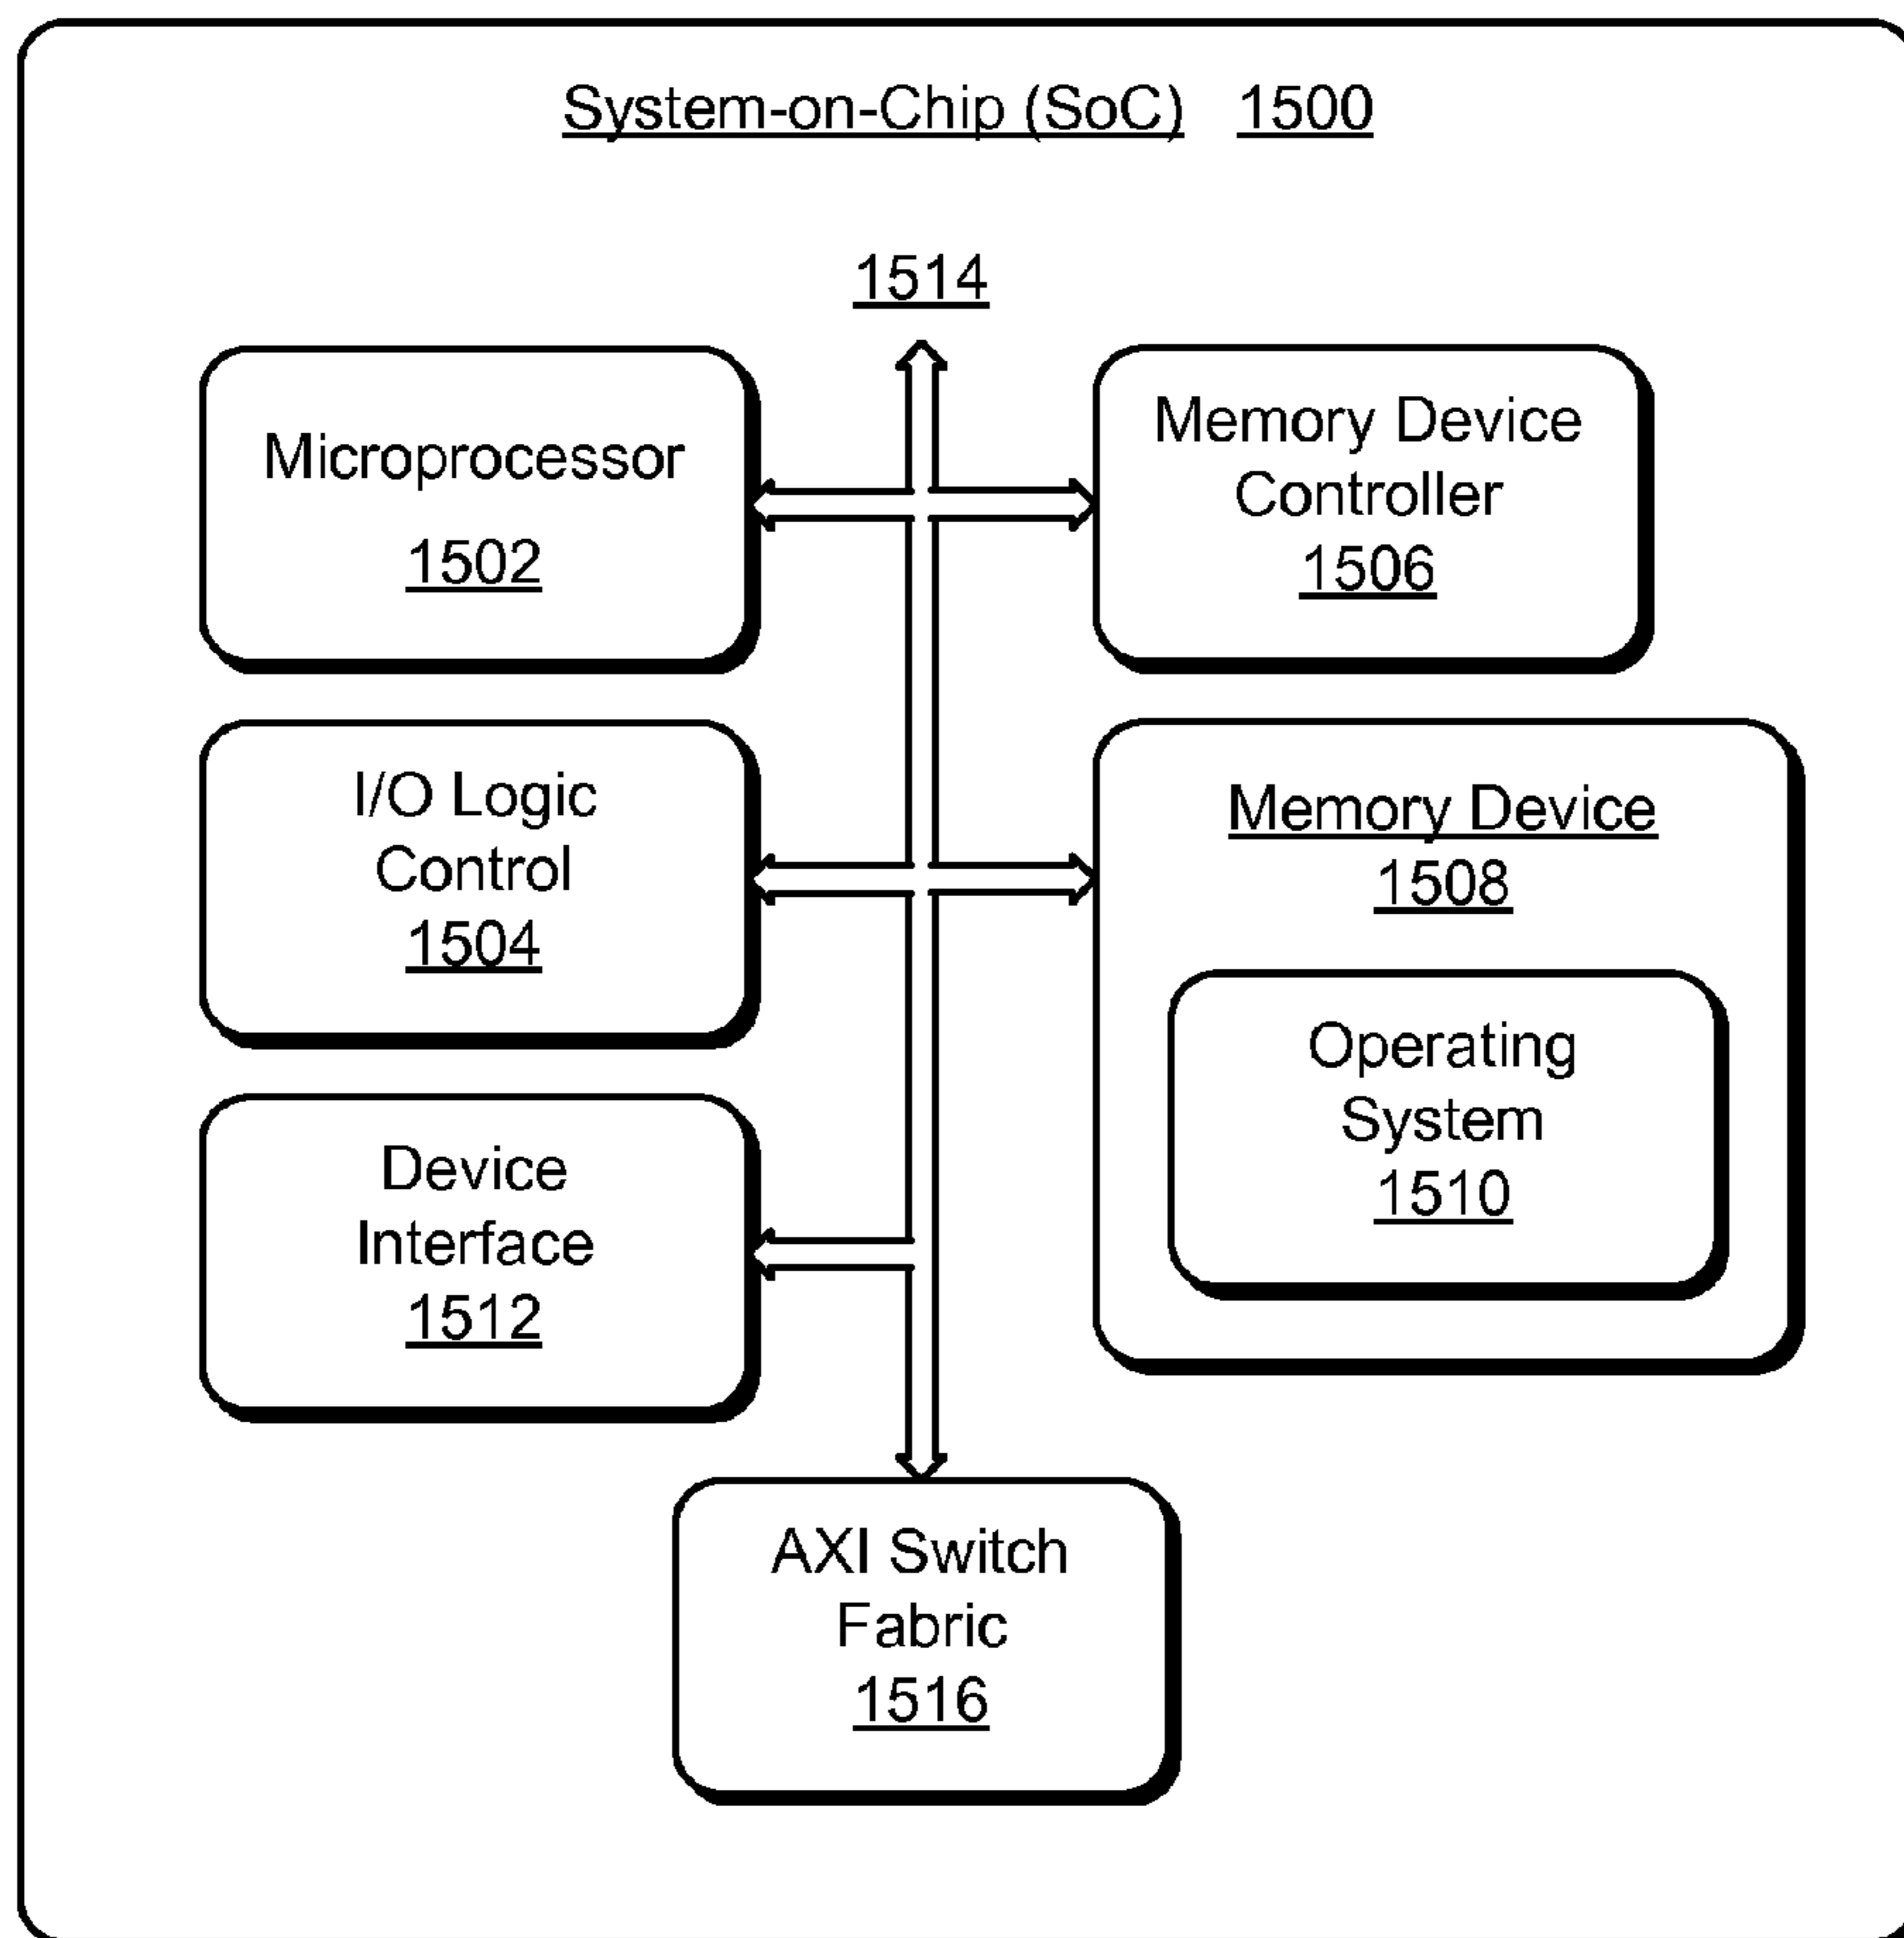 System-on-Chip (SoC) 1500
1514
Microprocessor
1502
Memory Device
Controller
1506
I/O Logic
Control
1504
Memory Device
1508
Operating
System
1510
Device
Interface
1512
AXI Switch
Fabric
1516